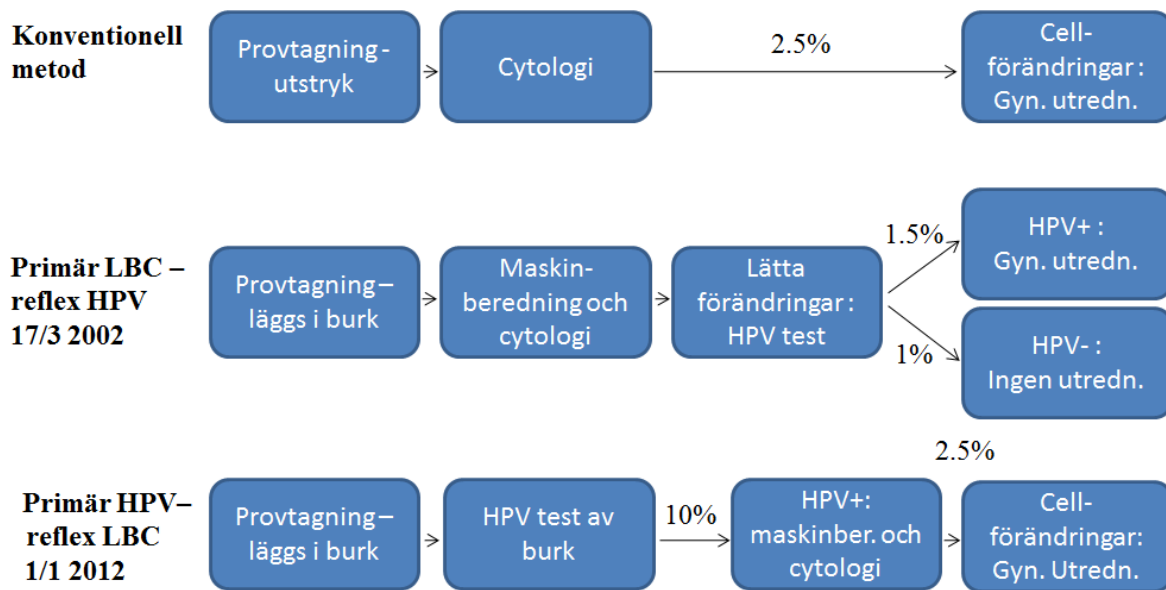 Konventionell
metod
Provtagning -
utstryk
Cytologi
2.5%
Cell-
förändringar :
Gyn. utredn.
Primär LBC –
reflex HPV
17/3 2002
Provtagning –
läggs i burk
Maskin-
beredning och
cytologi
Lätta
förändringar :
HPV test
1.5%
HPV+ :
Gyn. utredn.
1%
HPV- :
Ingen utredn.
Primär HPV–
reflex LBC
1/1 2012
Provtagning –
läggs i burk
HPV test av
burk
10%
HPV+:
maskinber. och
cytologi
2.5%
Cell-
förändringar:
Gyn. Utredn.